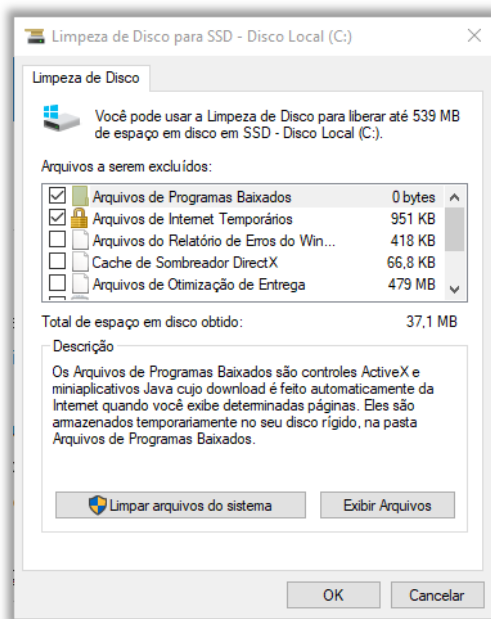 Limpeza de Disco para SSD - Disco Local (C:)
Limpeza de Disco
Você pode usar a Limpeza de Disco para liberar até 539 MB
de espaço em disco em SSD - Disco Local (C:).
Arquivos a serem excluídos:
Arquivos de Programas Baixados 0 bytes
Arquivos de Internet Temporários 951 KB
Arquivos do Relatório de Erros do Win... 418 KB
Cache de Sombreador DirectX 66,8 KB
Arquivos de Otimização de Entrega 479 MB
Total de espaço em disco obtido: 37,1 MB
Descrição
Os Arquivos de Programas Baixados são controles ActiveX e
miniaplicativos Java cujo download é feito automaticamente da
Internet quando você exibe determinadas páginas. Eles são
armazenados temporariamente no seu disco rígido, na pasta
Arquivos de Programas Baixados.
Limpar arquivos do sistema Exibir Arquivos
OK Cancelar